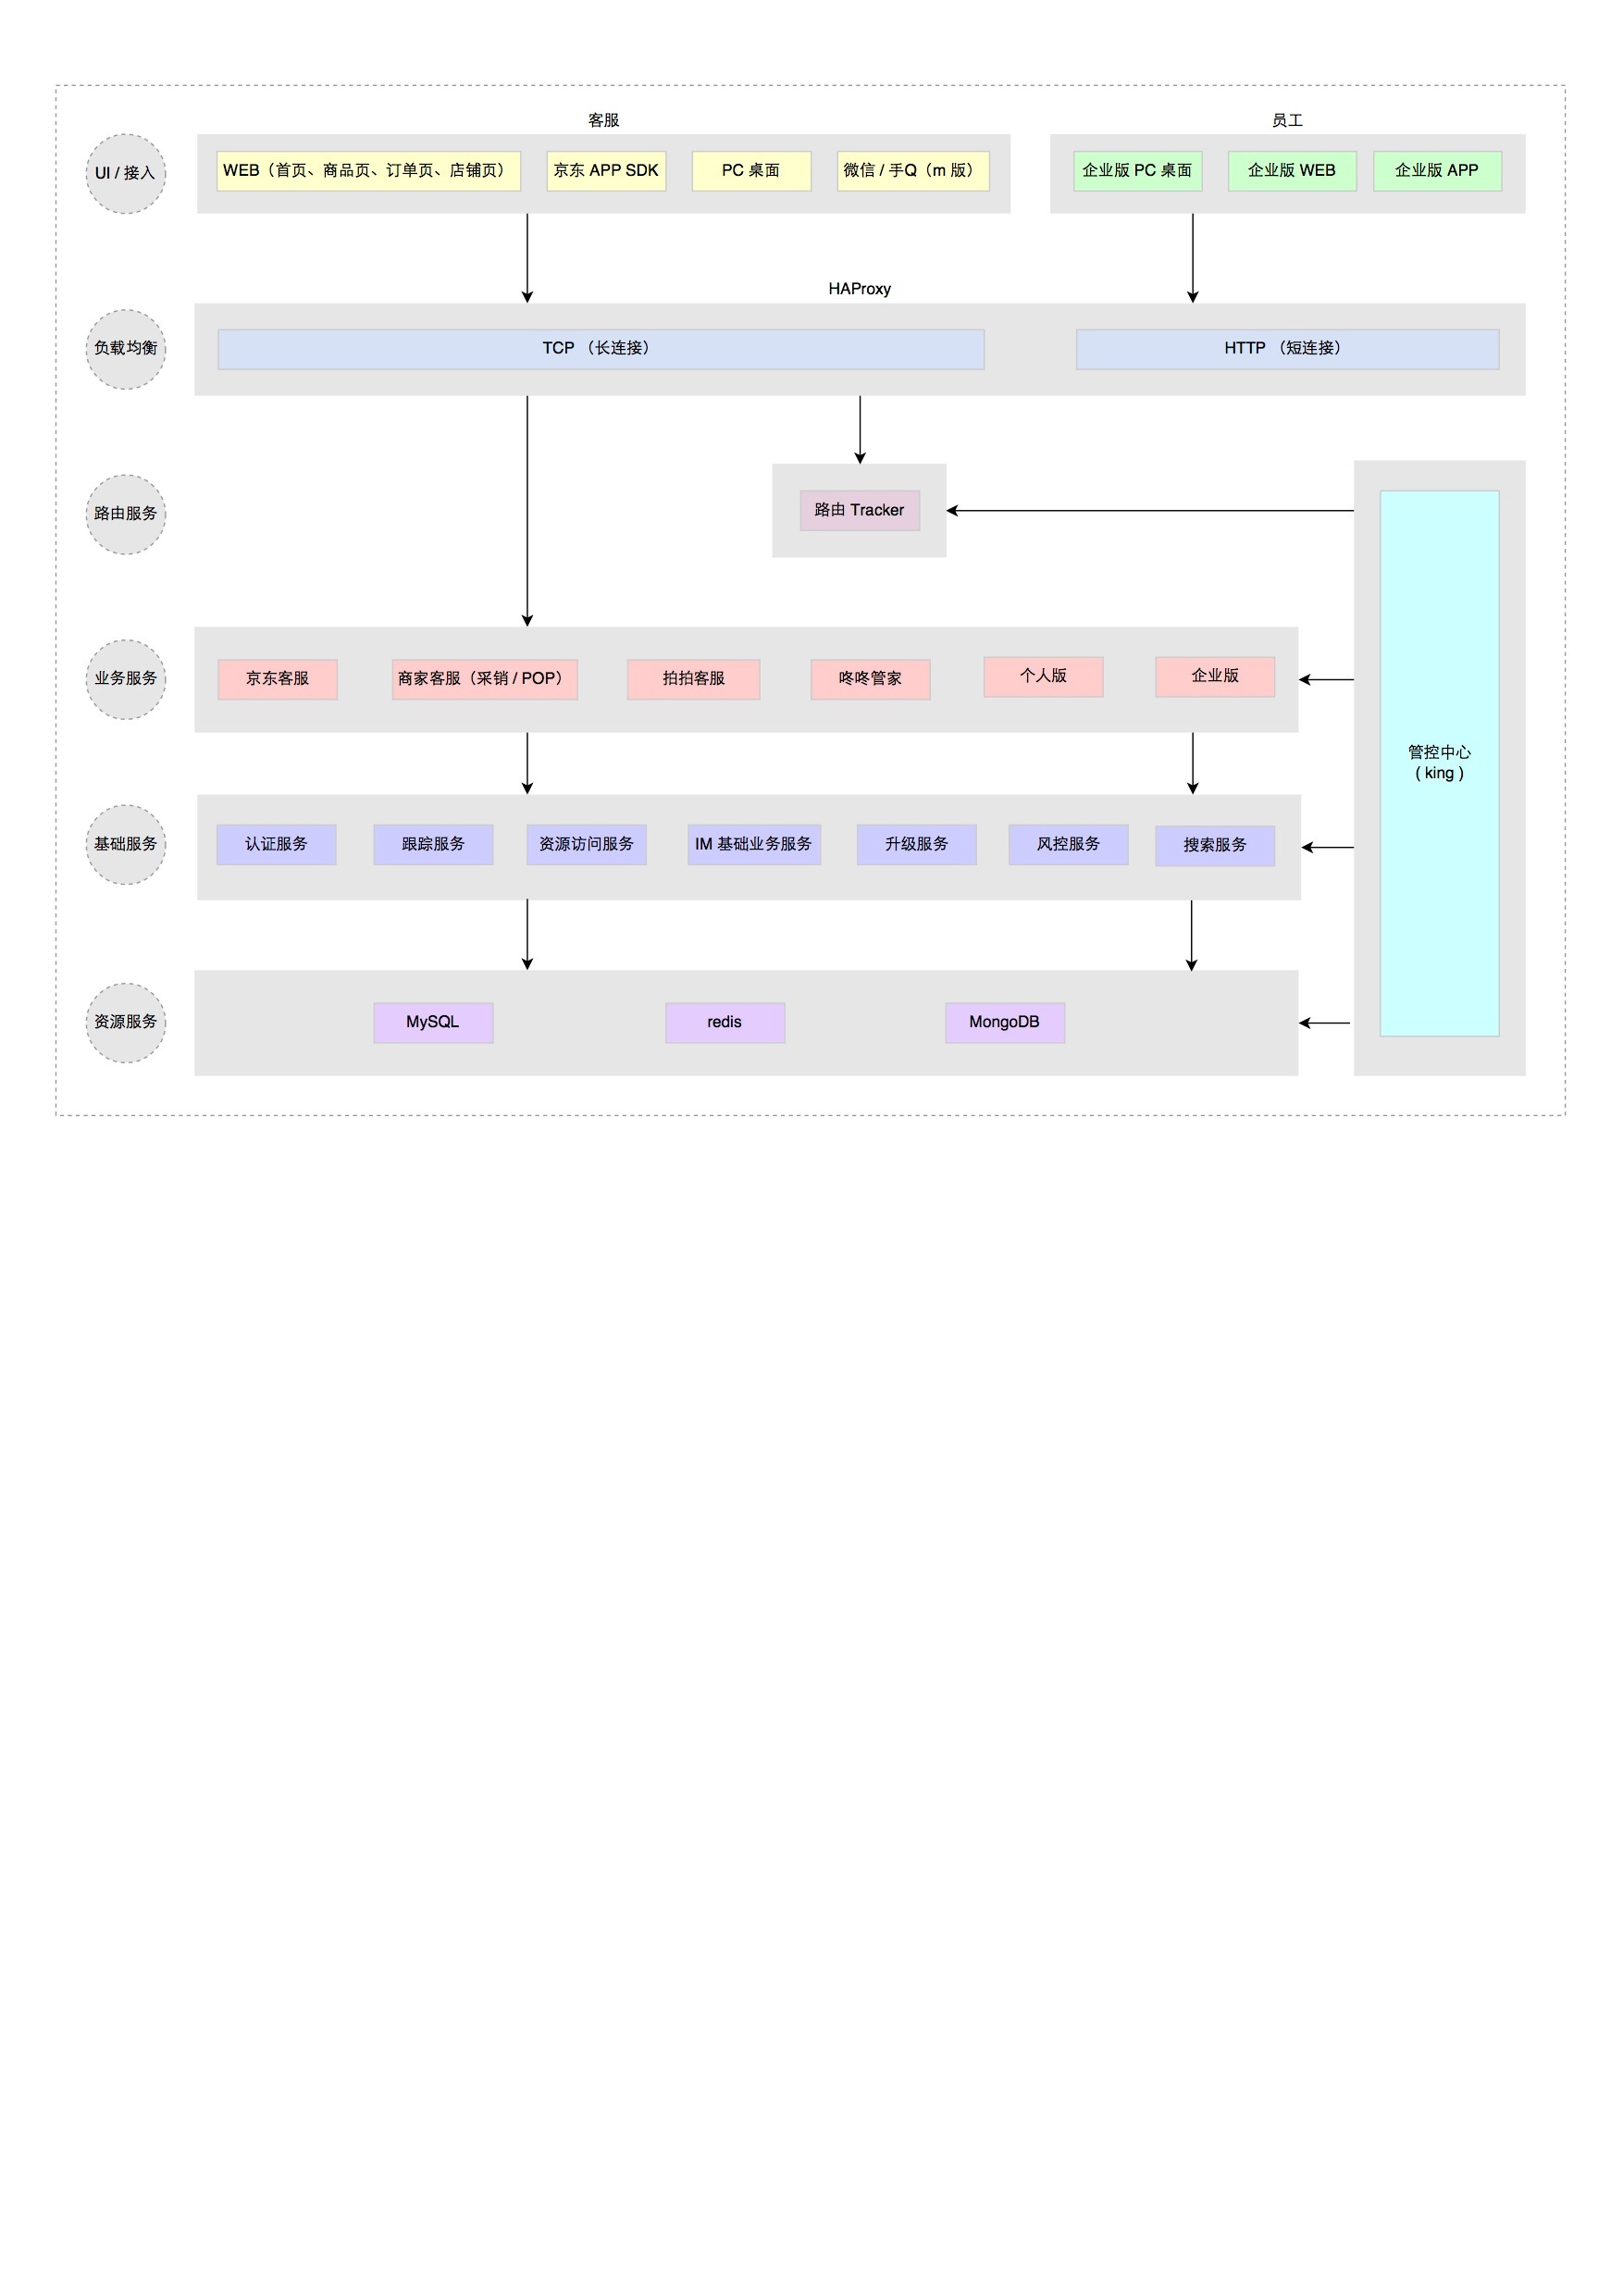 客服
员工
UI / 接入
WEB（首页、商品页、订单页、店铺页）
京东 APP SDK
PC 桌面
微信 / 手Q（m 版）
企业版 PC 桌面
企业版 WEB
企业版 APP
HAProxy
负载均衡
TCP （长连接）
HTTP （短连接）
路由服务
路由 Tracker
业务服务
京东客服
商家客服（采销 / POP）
拍拍客服
咚咚管家
个人版
企业版
管控中心
( king )
基础服务
认证服务
跟踪服务
资源访问服务
IM 基础业务服务
升级服务
风控服务
搜索服务
资源服务
MySQL
redis
MongoDB